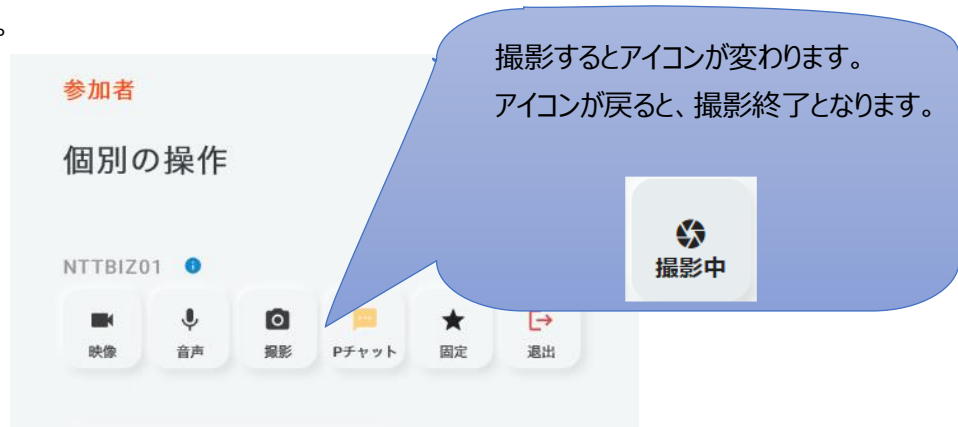 。
撮影するとアイコンが変わります。
アイコンが戻ると、撮影終了となります。
参加者
個別の操作
撮影中
NTTBIZ01
映像 音声 撮影 Pチャット 固定 退出